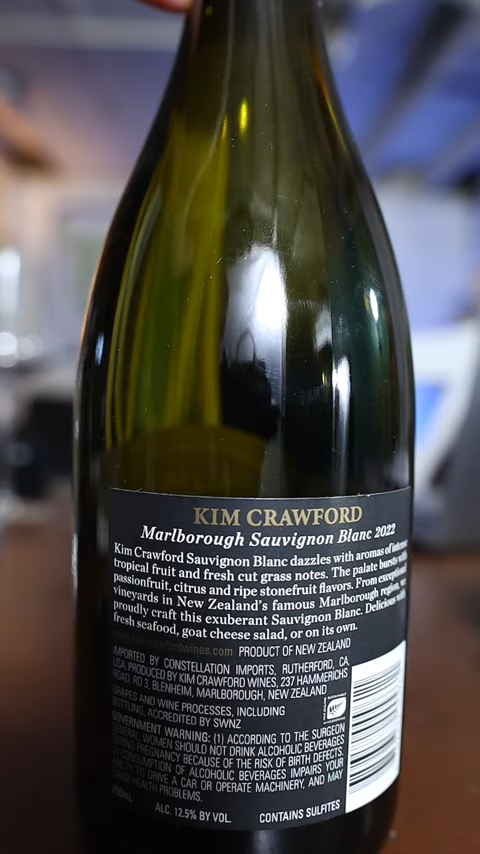 KIM CRAWFORD
Marlborough Sauvignon Blanc 2022
Kim Crawford Sauvignon Blanc dazzles with aromas of intense
tropical fruit and fresh cut grass notes. The palate bursts with
passionfruit, citrus and ripe stonefruit flavors. From exceptional
vineyards in New Zealand's famous Marlborough region, we
proudly craft this exuberant Sauvignon Blanc. Delicious with
fresh seafood, goat cheese salad, or on its own.
PRODUCT OF NEW ZEALAND
IMPORTED BY CONSTELLATION IMPORTS, RUTHERFORD, CA,
USA. PRODUCED BY KIM CRAWFORD WINES, 237 HAMMERICHS
ROAD, RD 3, BLENHEIM, MARLBOROUGH, NEW ZEALAND
GRAPES AND WINE PROCESSES, INCLUDING
BOTTLING, ACCREDITED BY SWNZ
GOVERNMENT WARNING: (1) ACCORDING TO THE SURGEON
GENERAL, WOMEN SHOULD NOT DRINK ALCOHOLIC BEVERAGES
DURING PREGNANCY BECAUSE OF THE RISK OF BIRTH DEFECTS.
CONSUMPTION OF ALCOHOLIC BEVERAGES IMPAIRS YOUR
ABILITY TO DRIVE A CAR OR OPERATE MACHINERY, AND MAY
CAUSE HEALTH PROBLEMS.
750mL ALC. 12.5% BY VOL. CONTAINS SULFITES